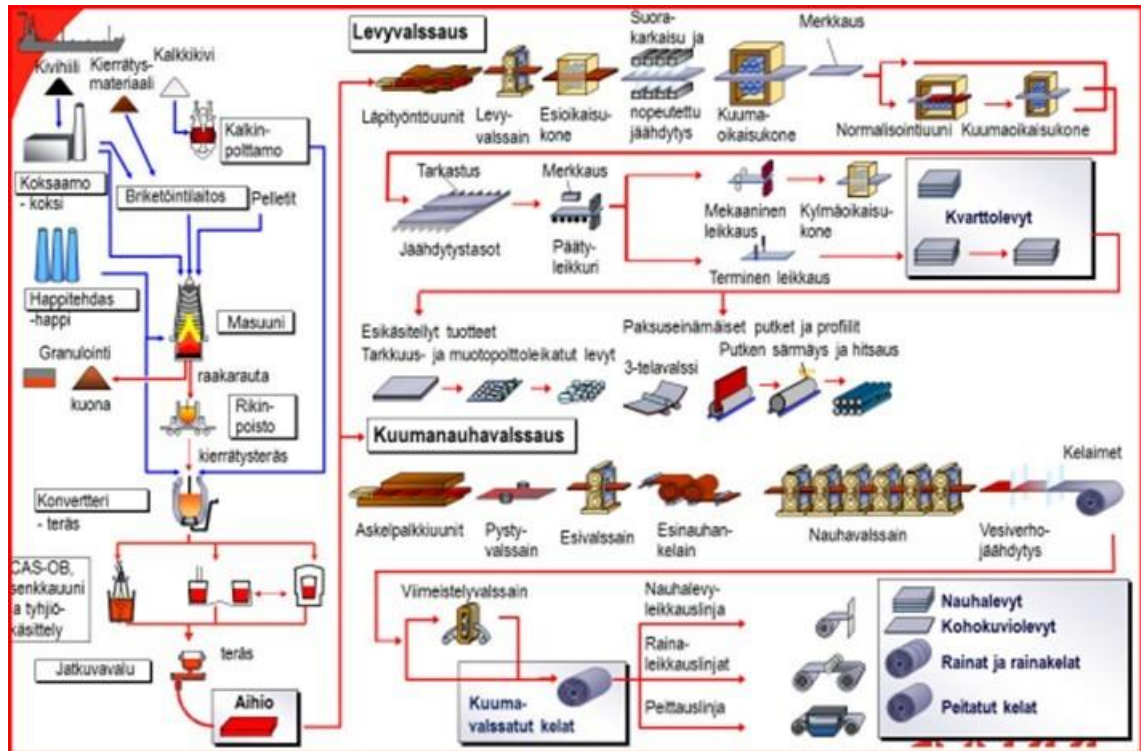 Kivihiili
Kierrätys-
materiaali
Kalkkikivi
Kalkin-
polttamo
Koksaamo
- koksi
Briketöintilaitos
Pelletit
Happitehdas
-happi
Masuuni
Granulointi
kuona
raakarauta
Rikin-
poisto
kierrätysteräs
Konvertteri
- teräs
CAS-OB,
senkkauuni
ja tyhjiö-
käsittely
Jatkuvavalu
teräs
Aihio
Levyvalssaus
Läpityöntöuunit
Levy-
valssain
Esioikaisu-
kone
Suora-
karkaisu ja
nopeutettu
jäähdytys
Kuuma-
oikaisukone
Merkkaus
Normalisointiuuni
Kuumaoikaisukone
Tarkastus
Jäähdytystasot
Merkkaus
Pääty-
leikkuri
Mekaaninen
leikkaus
Kylmäoikaisu-
kone
Terminen leikkaus
Kvarttolevyt
Esikäsitellyt tuotteet
Tarkkuus- ja muotopolttoleikatut levyt
Paksuseinämäiset putket ja profiilit
3-telavalssi
Putken särmäys ja hitsaus
Kuumanauhavalssaus
Askelpalkkiuunit
Pysty-
valssain
Esivalssain
Esinauhan-
kelain
Nauhavalssain
Vesiverho-
jäähdytys
Kelaimet
Viimeistelyvalssain
Kuuma-
valssatut kelat
Nauhalevy-
leikkauslinja
Raina-
leikkauslinjat
Peittauslinja
Nauhalevyt
Kohokuviolevyt
Rainat ja rainakelat
Peitatut kelat